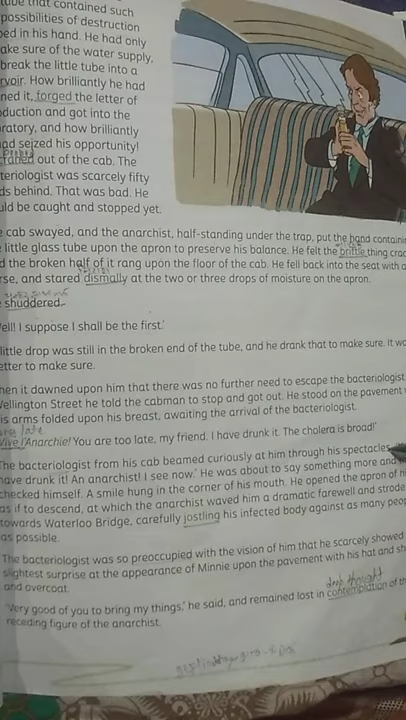 tube that contained such
possibilities of destruction
ped in his hand. He had only
ake sure of the water supply,
break the little tube into a
rvoir. How brilliantly he had
ned it, forged the letter of
oduction and got into the
ratory, and how brilliantly
ad seized his opportunity!
out of the cab. The
teriologist was scarcely fifty
ds behind. That was bad. He
uld be caught and stopped yet.
e cab swayed, and the anarchist, half-standing under the trap, put the hand containin
e little glass tube upon the apron to preserve his balance. He felt the brittle thing crac
d the broken half of it rang upon the floor of the cab. He fell back into the seat with a
rse, and stared dismally at the two or three drops of moisture on the apron.
shuddered.
ell! I suppose I shall be the first.'
little drop was still in the broken end of the tube, and he drank that to make sure. It wo
etter to make sure.
hen it dawned upon him that there was no further need to escape the bacteriologist.
Wellington Street he told the cabman to stop and got out. He stood on the pavement
is arms folded upon his breast, awaiting the arrival of the bacteriologist.
late
Vive l'Anarchie! You are too late, my friend. I have drunk it. The cholera is broad!'
The bacteriologist from his cab beamed curiously at him through his spectacles.
have drunk it! An anarchist! I see now.' He was about to say something more and
checked himself. A smile hung in the corner of his mouth. He opened the apron of hi
as if to descend, at which the anarchist waved him a dramatic farewell and strode
towards Waterloo Bridge, carefully jostling his infected body against as many peop
as possible.
The bacteriologist was so preoccupied with the vision of him that he scarcely showed
slightest surprise at the appearance of Minnie upon the pavement with his hat and sh
and overcoat.
deep thought
'Very good of you to bring my things,' he said, and remained lost in contemplation of th
receding figure of the anarchist.